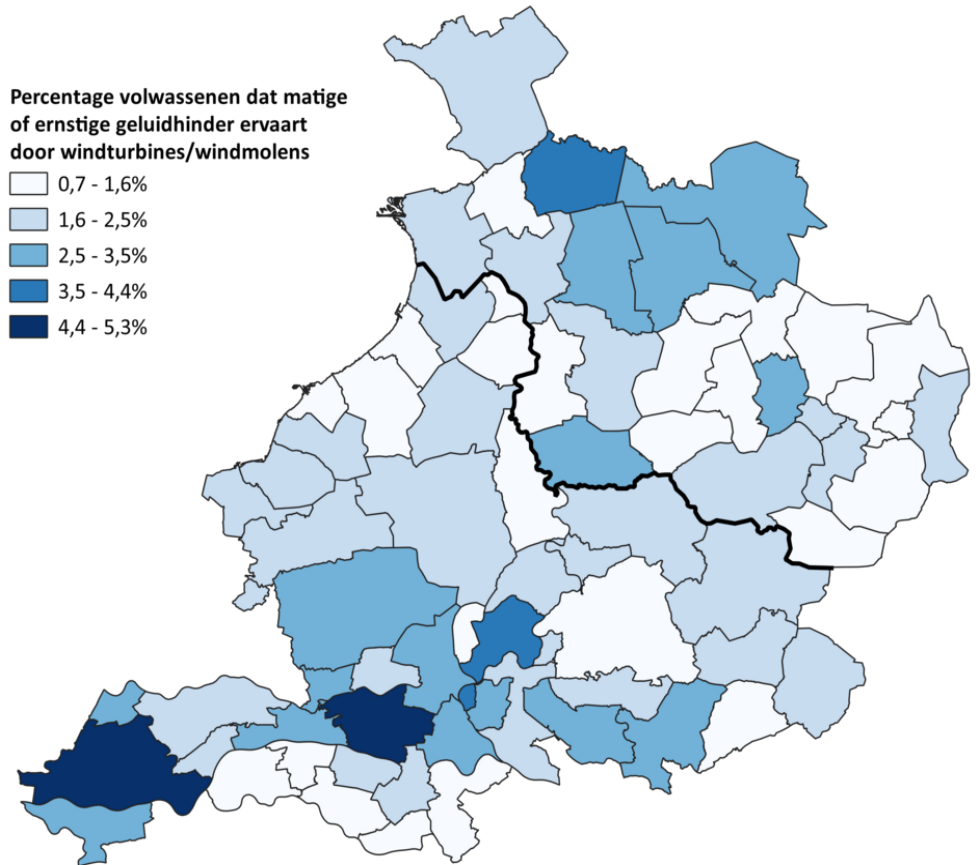 Percentage volwassenen dat matige
of ernstige geluidhinder ervaart
door windturbines/windmolens
0,7 - 1,6%
1,6 - 2,5%
2,5 - 3,5%
3,5 - 4,4%
4,4 - 5,3%